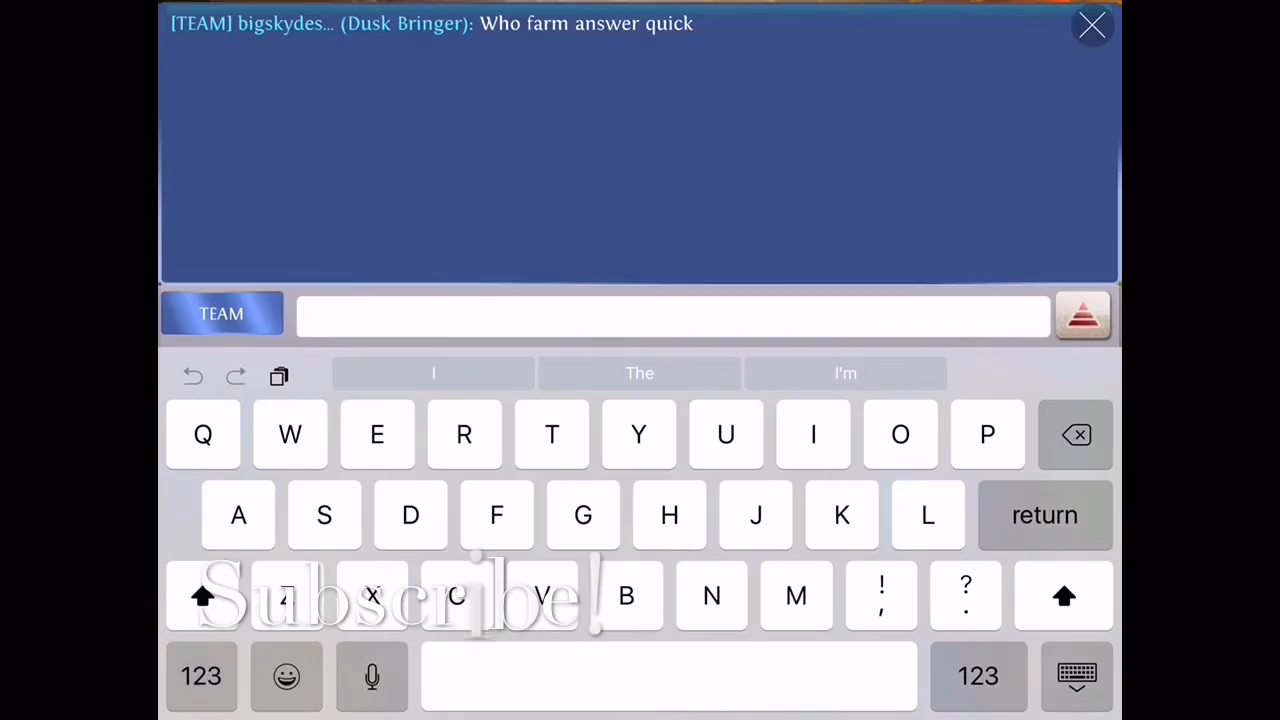 [TEAM] bigskydes... (Dusk Bringer): Who farm answer quick
TEAM
I The I'm
Q W E R T Y U I O P
A S D F G H J K L return
Z X C V B N M ! , ? .
Subscribe!
123 123